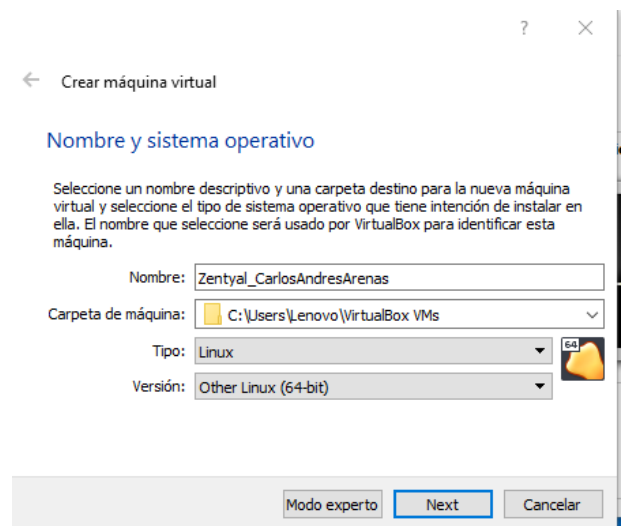 ?
Crear máquina virtual
Nombre y sistema operativo
Seleccione un nombre descriptivo y una carpeta destino para la nueva máquina
virtual y seleccione el tipo de sistema operativo que tiene intención de instalar en
ella. El nombre que seleccione será usado por VirtualBox para identificar esta
máquina.
Nombre: Zentyal_CarlosAndresArenas
Carpeta de máquina: C:\Users\Lenovo\VirtualBox VMs
Tipo: Linux
64
Versión: Other Linux (64-bit)
Modo experto Next Cancelar